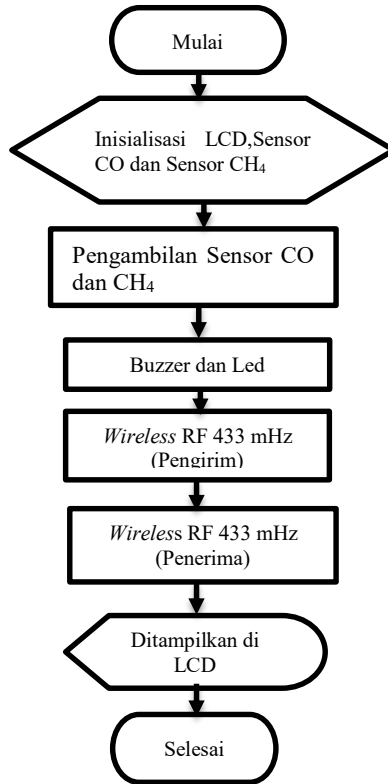 Mulai
Inisialisasi LCD,Sensor
CO dan Sensor CH₄
Pengambilan Sensor CO
dan CH₄
Buzzer dan Led
Wireless RF 433 mHz
(Pengirim)
Wireless RF 433 mHz
(Penerima)
Ditampilkan di
LCD
Selesai